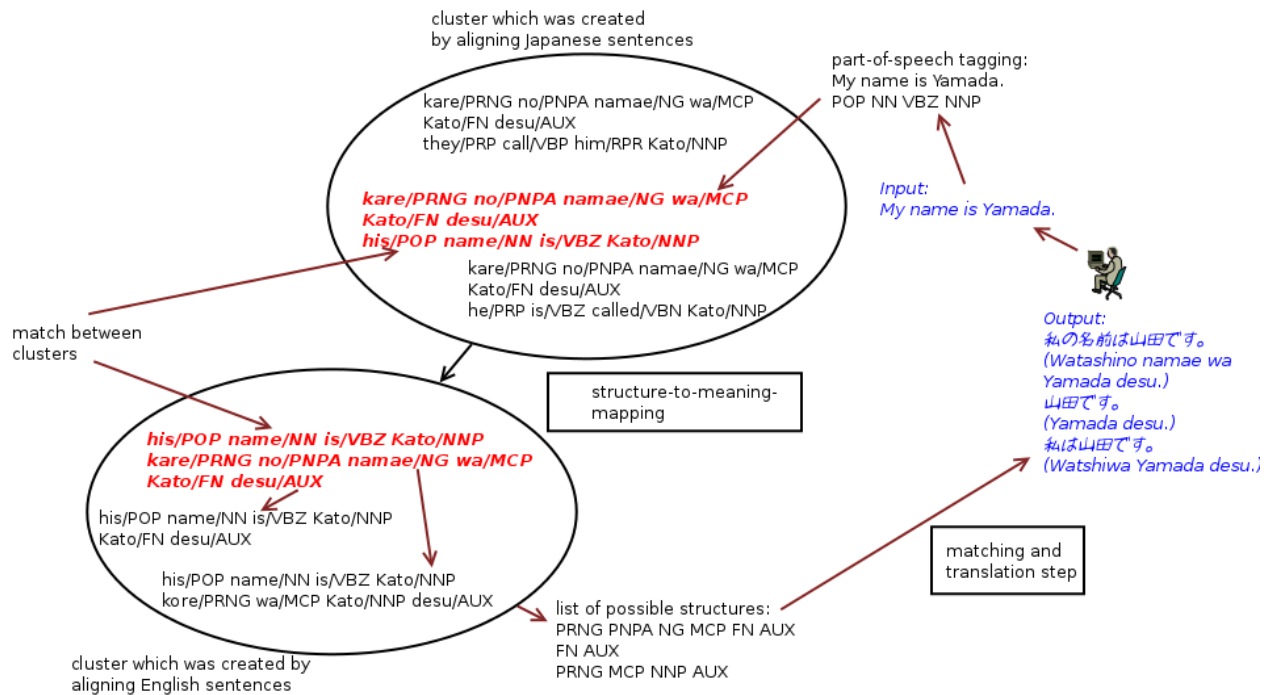 cluster which was created
by aligning Japanese sentences
kare/PRNG no/PNPA namae/NG wa/MCP
Kato/FN desu/AUX
they/PRP call/VBP him/RPR Kato/NNP
kare/PRNG no/PNPA namae/NG wa/MCP
Kato/FN desu/AUX
his/POP name/NN is/VBZ Kato/NNP
kare/PRNG no/PNPA namae/NG wa/MCP
Kato/FN desu/AUX
he/PRP is/VBZ called/VBN Kato/NNP
part-of-speech tagging:
My name is Yamada.
POP NN VBZ NNP
Input:
My name is Yamada.
match between
clusters
structure-to-meaning-
mapping
his/POP name/NN is/VBZ Kato/NNP
kare/PRNG no/PNPA namae/NG wa/MCP
Kato/FN desu/AUX
his/POP name/NN is/VBZ Kato/NNP
Kato/FN desu/AUX
his/POP name/NN is/VBZ Kato/NNP
kore/PRNG wa/MCP Kato/NNP desu/AUX
cluster which was created by
aligning English sentences
list of possible structures:
PRNG PNPA NG MCP FN AUX
FN AUX
PRNG MCP NNP AUX
matching and
translation step
Output:
私の名前は山田です。
(Watashino namae wa
Yamada desu.)
山田です。
(Yamada desu.)
私は山田です。
(Watshiwa Yamada desu.)